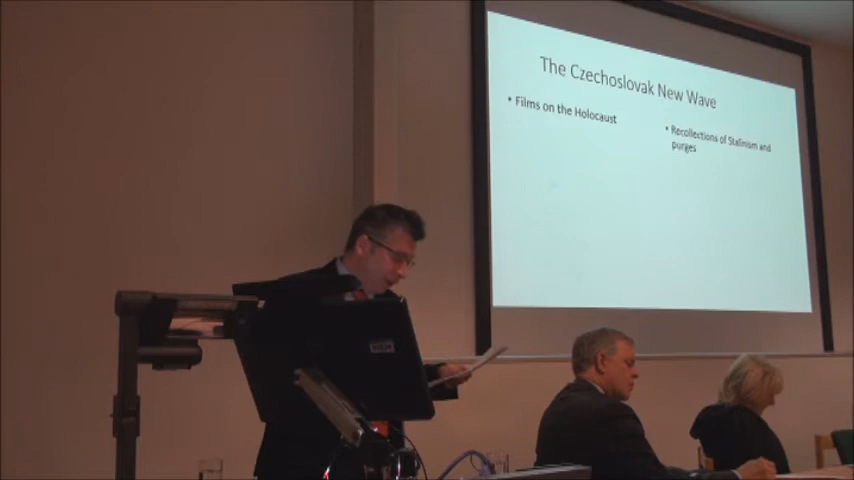 The Czechoslovak New Wave
• Films on the Holocaust
• Recollections of Stalinism and
purges